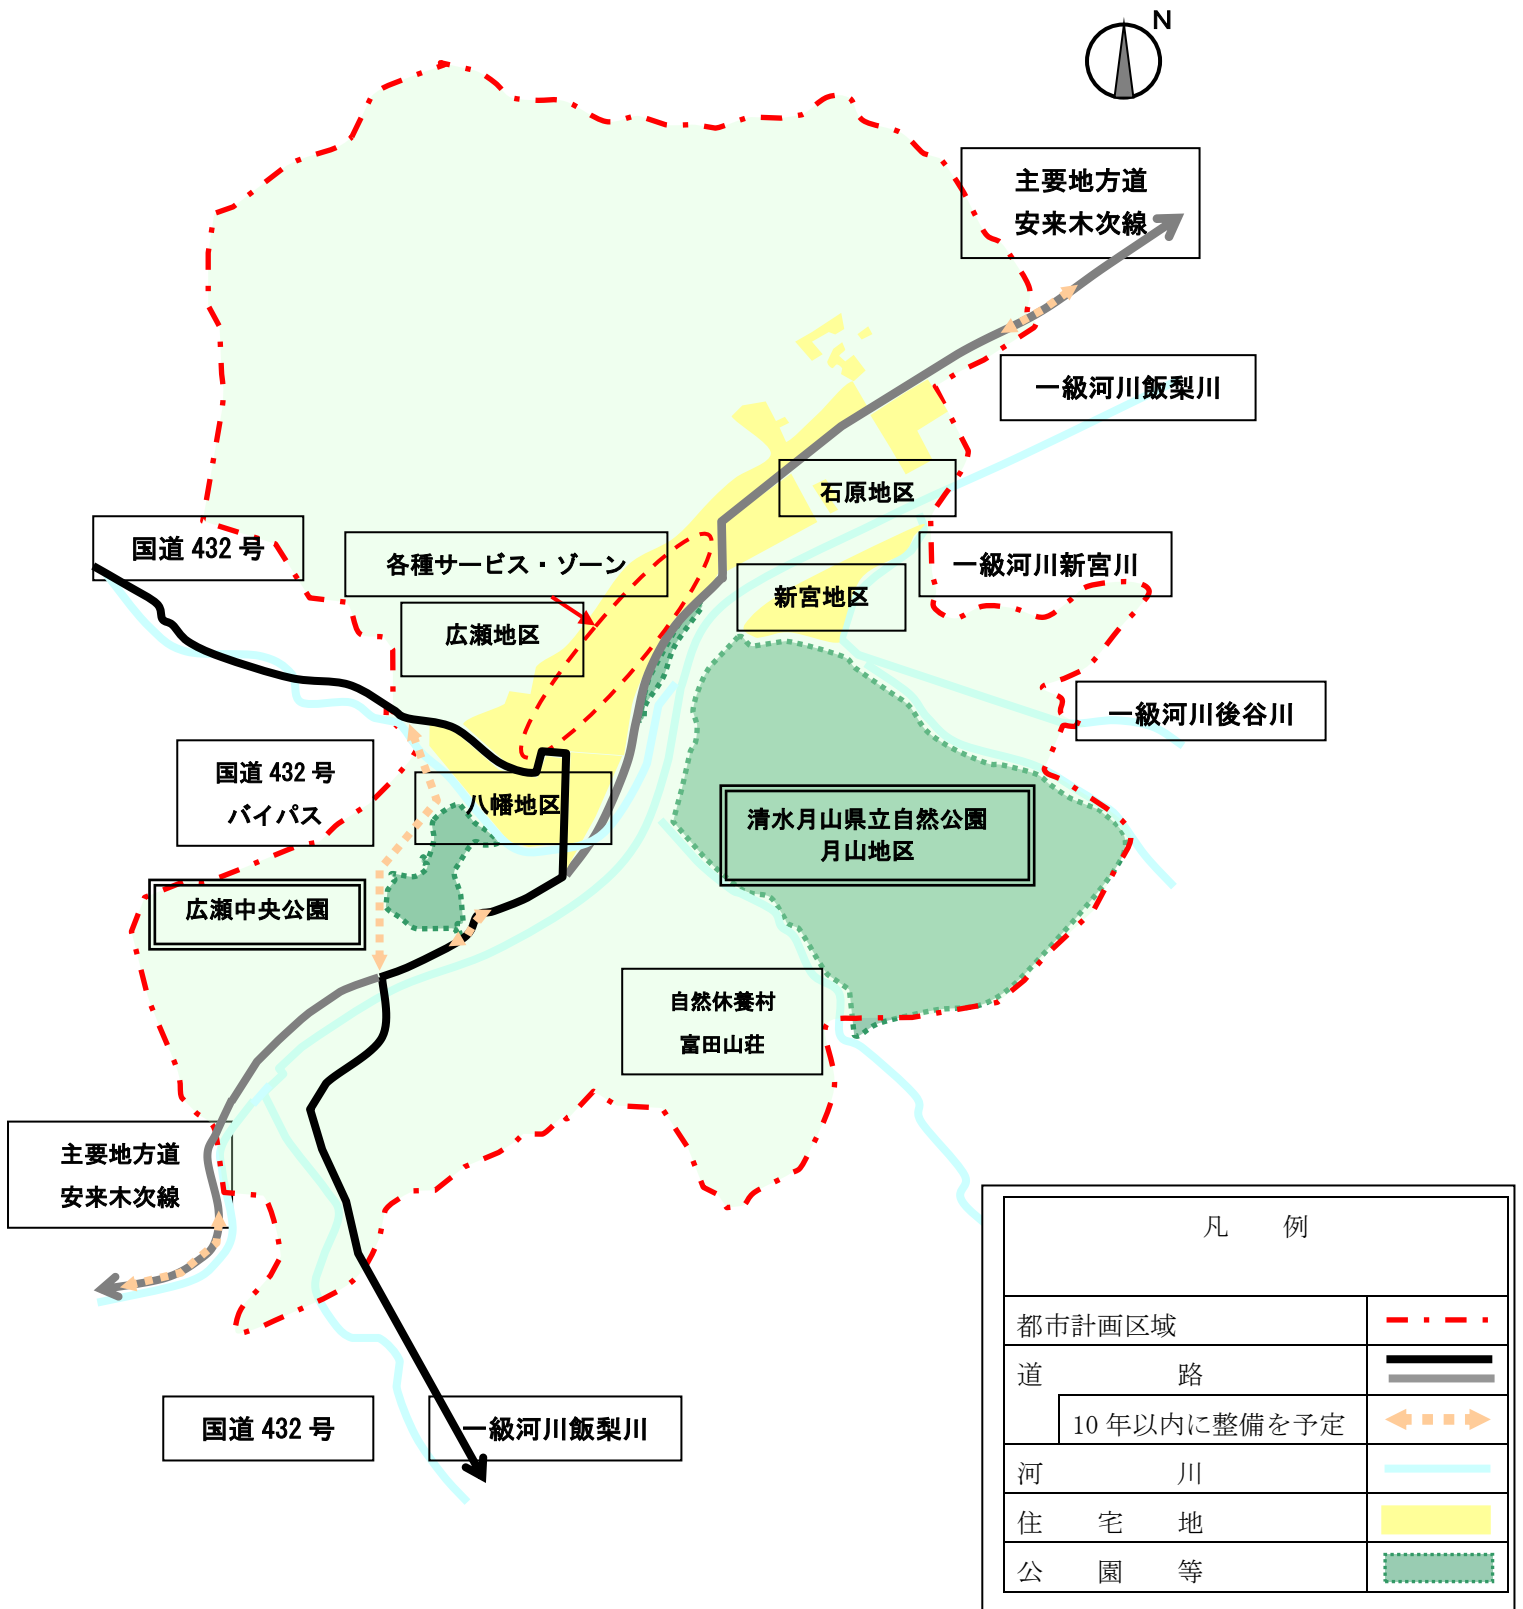 N
主要地方道
安来木次線
一級河川飯梨川
石原地区
国道 432 号
各種サービス・ゾーン
一級河川新宮川
新宮地区
広瀬地区
一級河川後谷川
国道 432 号
バイパス
八幡地区
清水月山県立自然公園
月山地区
広瀬中央公園
自然休養村
富田山荘
主要地方道
安来木次線
国道 432 号
一級河川飯梨川
凡 例
都市計画区域
道 路
10 年以内に整備を予定
河 川
住 宅 地
公 園 等